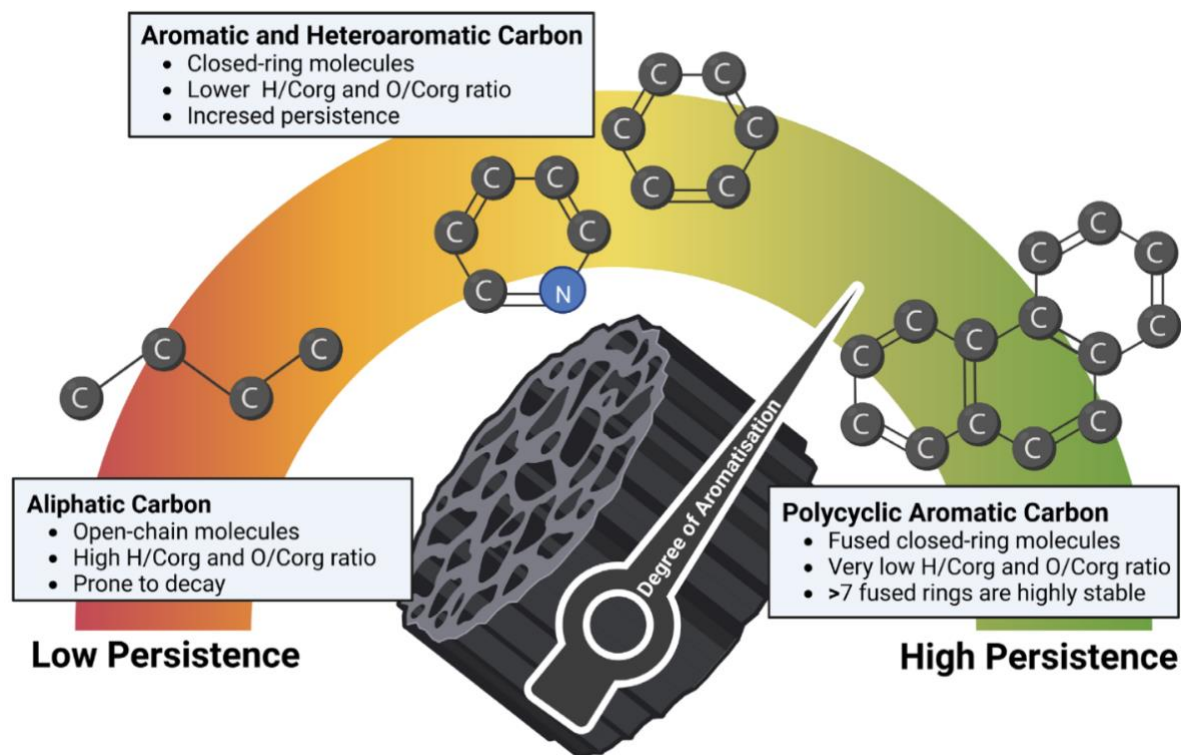 Aromatic and Heteroaromatic Carbon
• Closed-ring molecules
• Lower H/Corg and O/Corg ratio
• Incresed persistence
C C
C C
C C
C C
C C
C N
C C
C C
C
C C
C C
C C
C C
C C
C C
C C
C
Degree of Aromatisation
Aliphatic Carbon
• Open-chain molecules
• High H/Corg and O/Corg ratio
• Prone to decay
Polycyclic Aromatic Carbon
• Fused closed-ring molecules
• Very low H/Corg and O/Corg ratio
• >7 fused rings are highly stable
Low Persistence
High Persistence